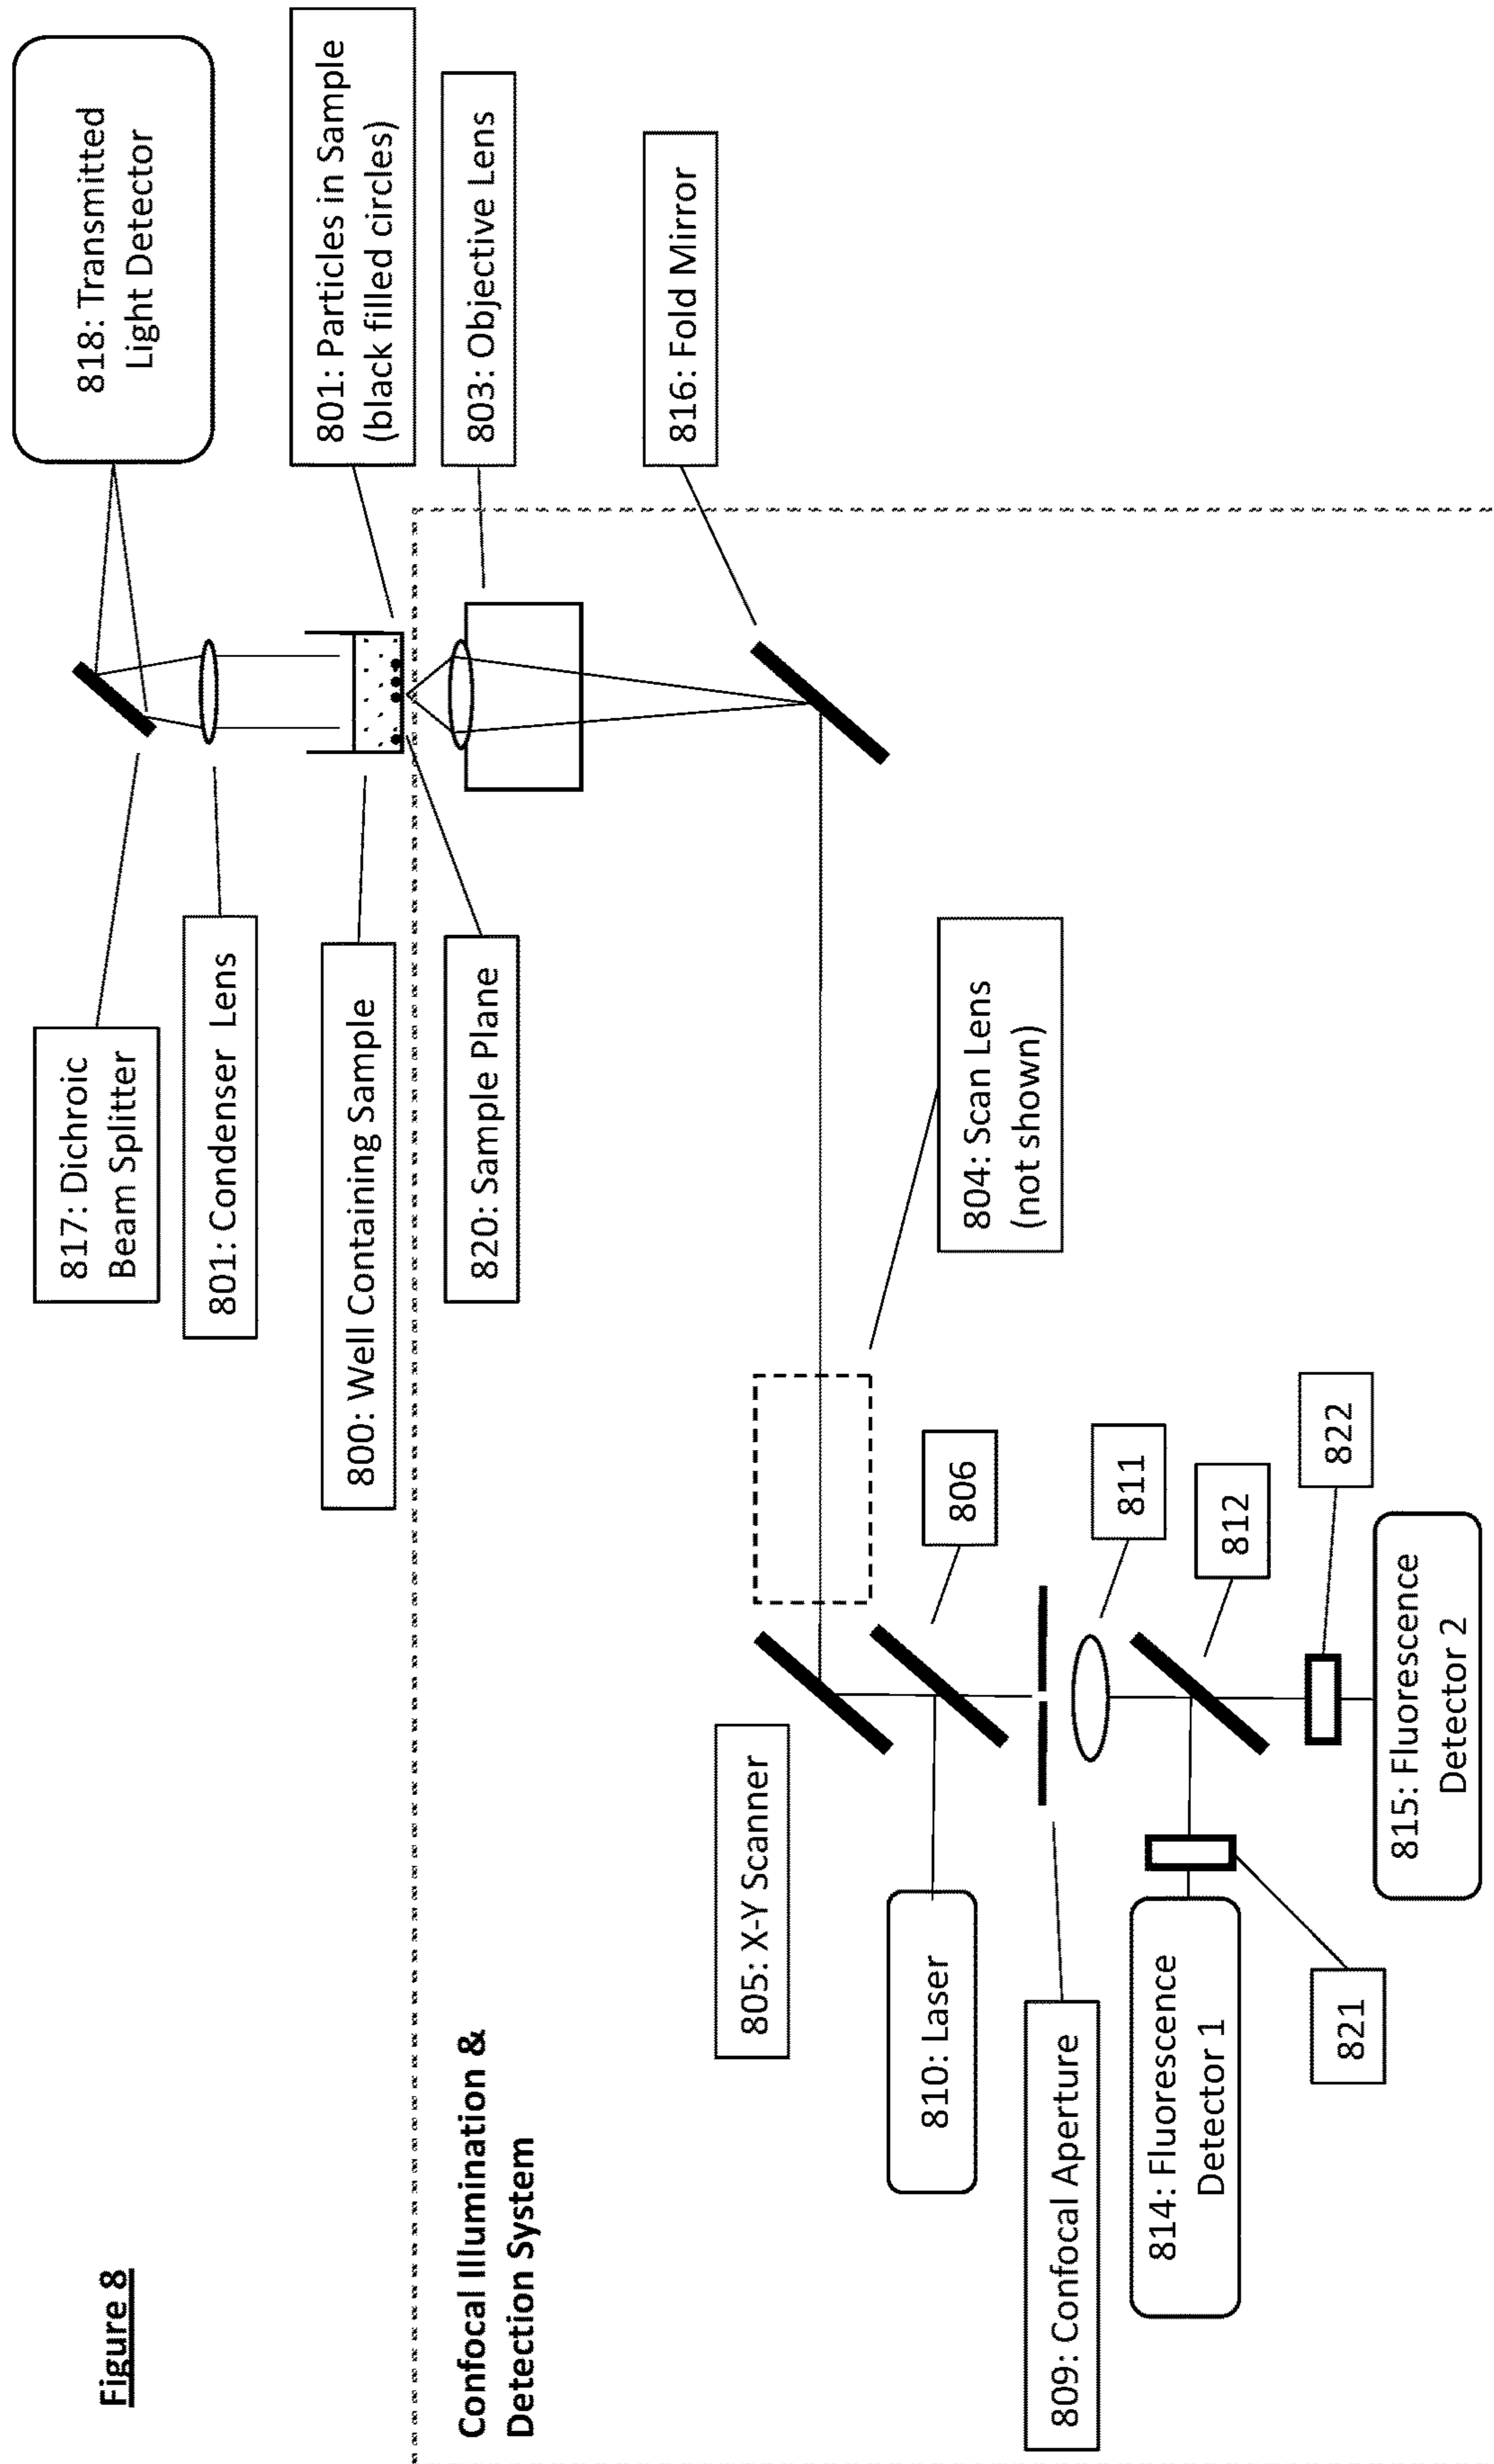 Figure 8
818: Transmitted
Light Detector
817: Dichroic
Beam Splitter
801: Condenser Lens
801: Particles in Sample
(black filled circles)
800: Well Containing Sample
803: Objective Lens
820: Sample Plane
Confocal Illumination &
Detection System
816: Fold Mirror
805: X-Y Scanner
804: Scan Lens
(not shown)
810: Laser
806
809: Confocal Aperture
811
814: Fluorescence
Detector 1
812
821
822
815: Fluorescence
Detector 2